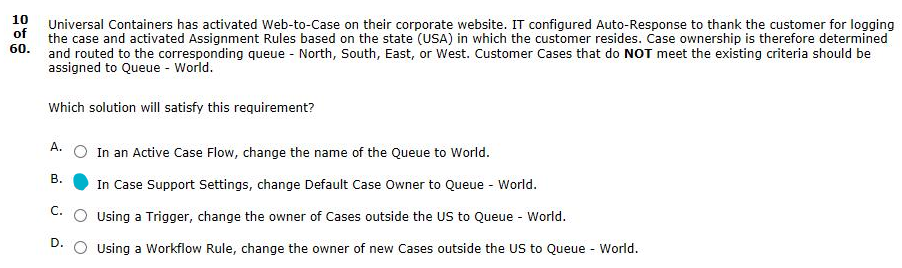 10 of 60.
Universal Containers has activated Web-to-Case on their corporate website. IT configured Auto-Response to thank the customer for logging
the case and activated Assignment Rules based on the state (USA) in which the customer resides. Case ownership is therefore determined
and routed to the corresponding queue - North, South, East, or West. Customer Cases that do NOT meet the existing criteria should be
assigned to Queue - World.
Which solution will satisfy this requirement?
A. In an Active Case Flow, change the name of the Queue to World.
B. In Case Support Settings, change Default Case Owner to Queue - World.
C. Using a Trigger, change the owner of Cases outside the US to Queue - World.
D. Using a Workflow Rule, change the owner of new Cases outside the US to Queue - World.